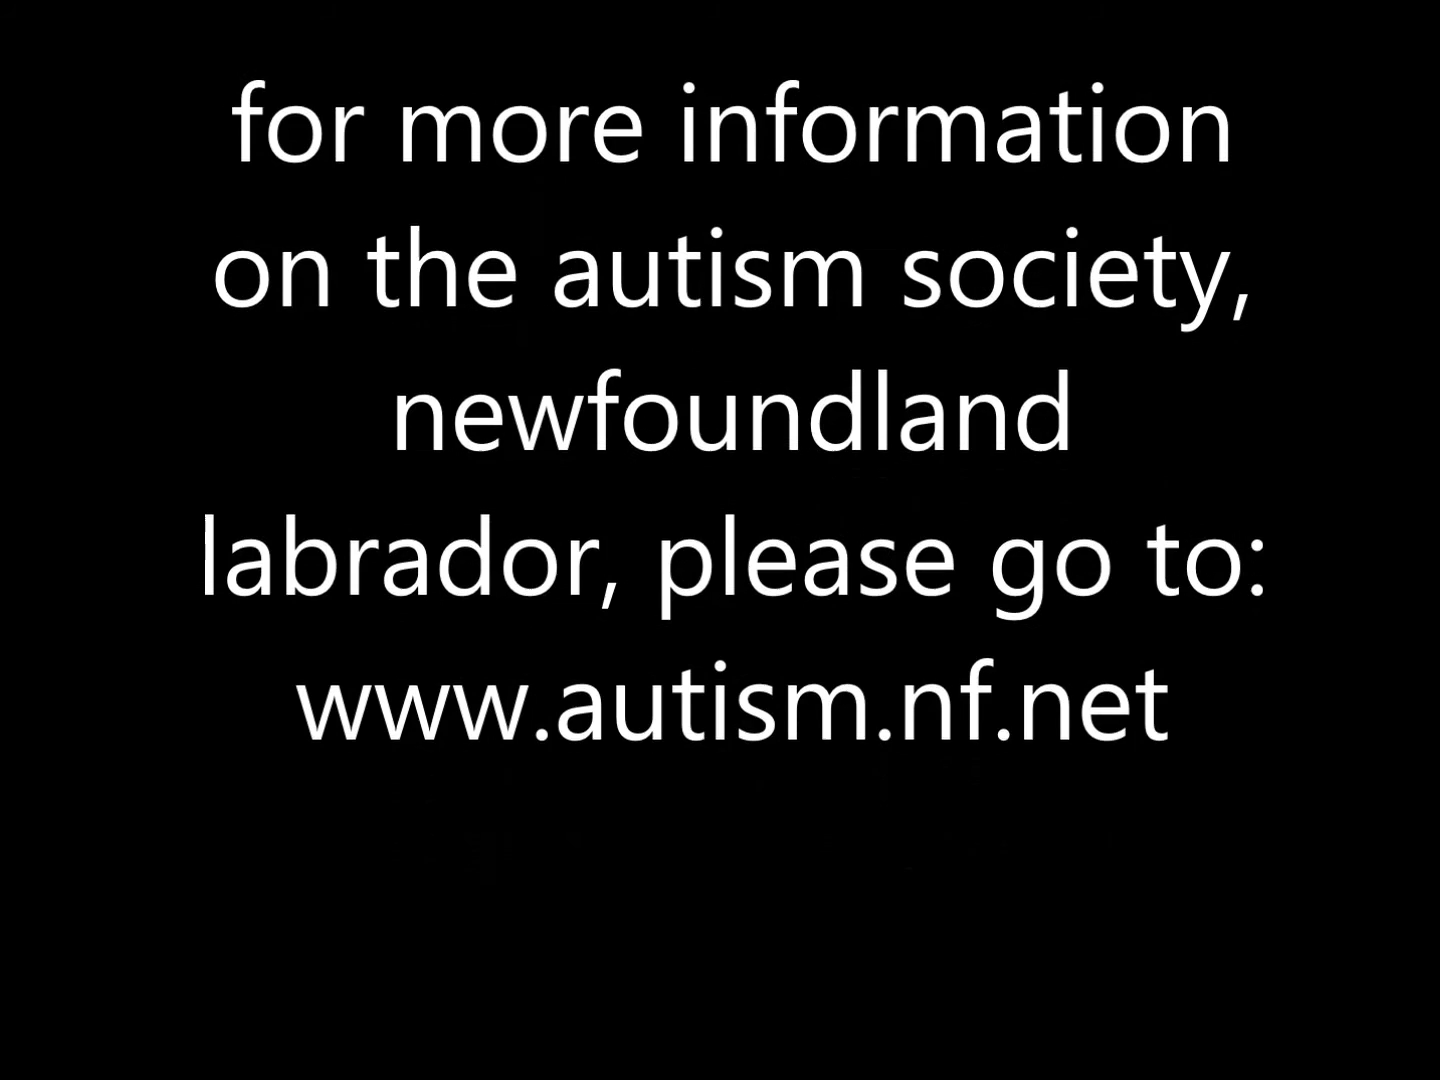 for more information
on the autism society,
newfoundland
labrador, please go to:
www.autism.nf.net